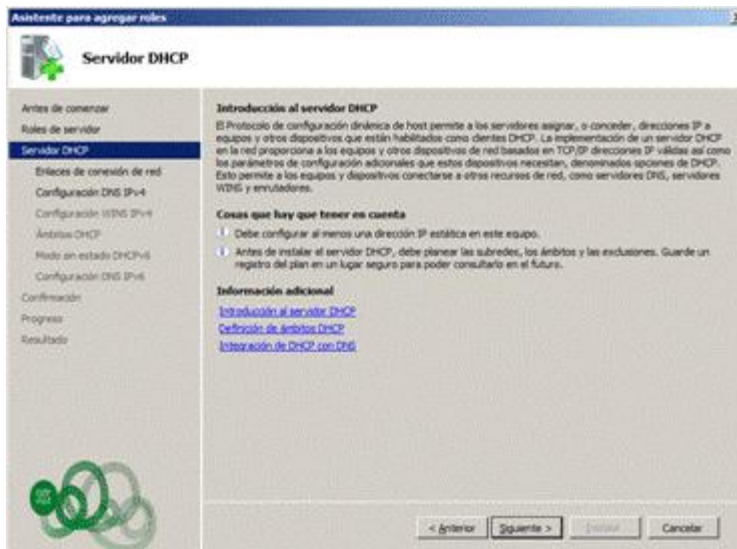 Asistente para agregar roles
Servidor DHCP
Antes de comenzar
Roles de servidor
Servidor DHCP
Enlaces de conexión de red
Configuración DNS IPv4
Configuración WINS IPv4
Ámbitos DHCP
Modo sin estado DHCPv6
Configuración DNS IPv6
Confirmación
Progreso
Resultado
Introducción al servidor DHCP
El Protocolo de configuración dinámica de host permite a los servidores asignar, o conceder, direcciones IP a
equipos y otros dispositivos que están habilitados como clientes DHCP. La implementación de un servidor DHCP
en la red proporciona a los equipos y otros dispositivos de red basados en TCP/IP direcciones IP válidas así como
los parámetros de configuración adicionales que estos dispositivos necesitan, denominados opciones de DHCP.
Esto permite a los equipos y dispositivos conectarse a otros recursos de red, como servidores DNS, servidores
WINS y enrutadores.
Cosas que hay que tener en cuenta
Debe configurar al menos una dirección IP estática en este equipo.
Antes de instalar el servidor DHCP, debe planear las subredes, los ámbitos y las exclusiones. Guarde un
registro del plan en un lugar seguro para poder consultarlo en el futuro.
Información adicional
Introducción al servidor DHCP
Definición de ámbitos DHCP
Integración de DHCP con DNS
< Anterior
Siguiente >
Instalar
Cancelar